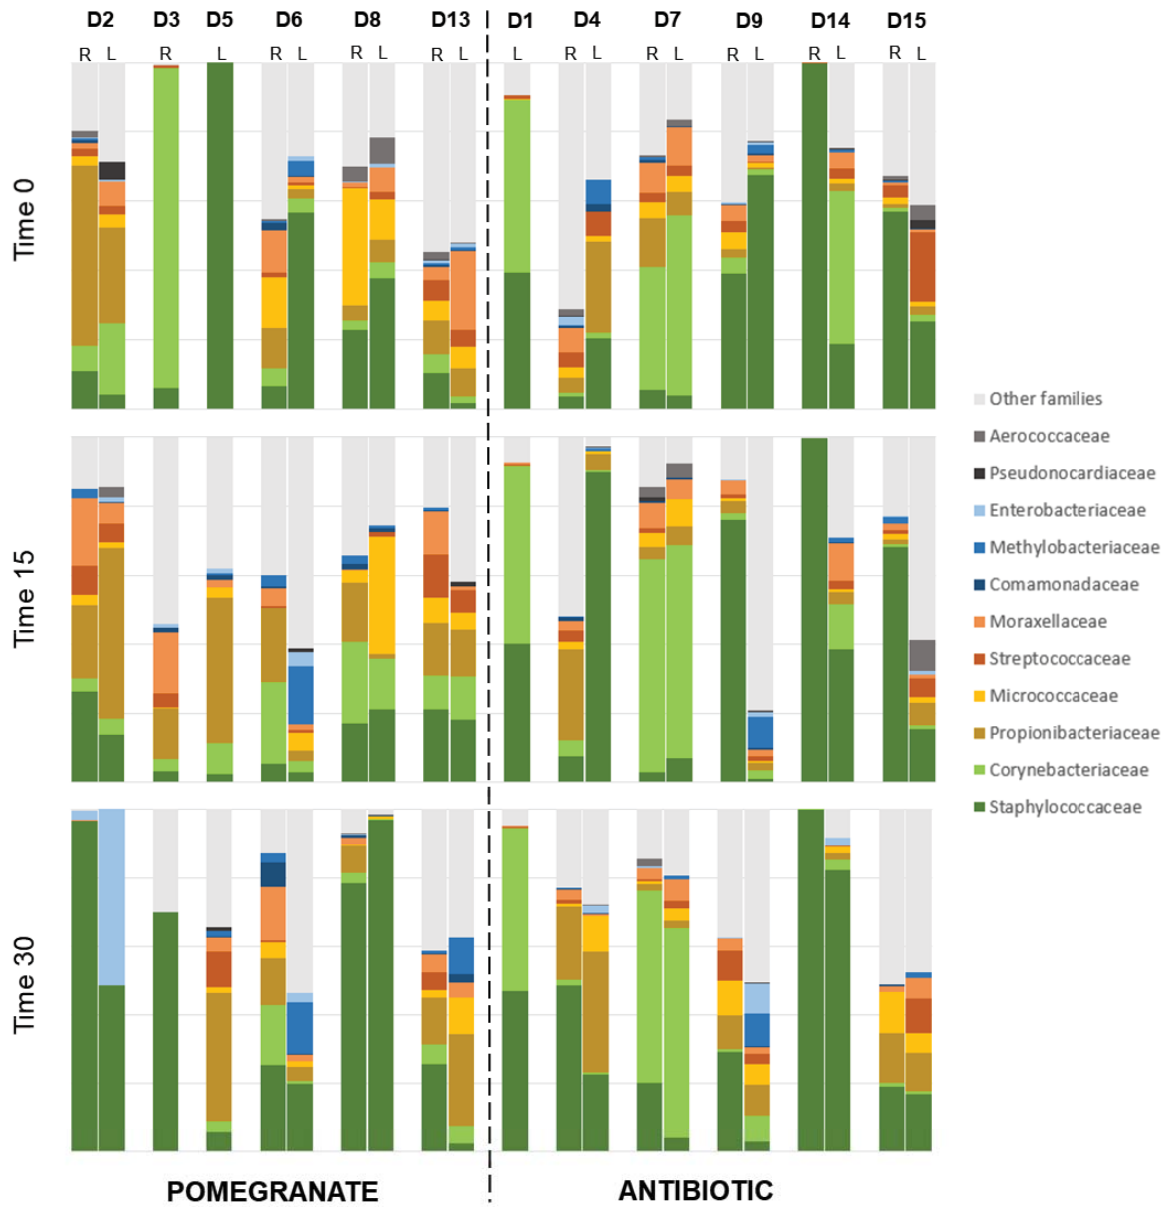 D2 D3 D5 D6 D8 D13 D1 D4 D7 D9 D14 D15
R L R L R L R L R L L R L R L R L R L R L
Time 0
Time 15
Time 30
Other families
Aerococcaceae
Pseudonocardiaceae
Enterobacteriaceae
Methylobacteriaceae
Comamonadaceae
Moraxellaceae
Streptococcaceae
Micrococcaceae
Propionibacteriaceae
Corynebacteriaceae
Staphylococcaceae
POMEGRANATE ANTIBIOTIC